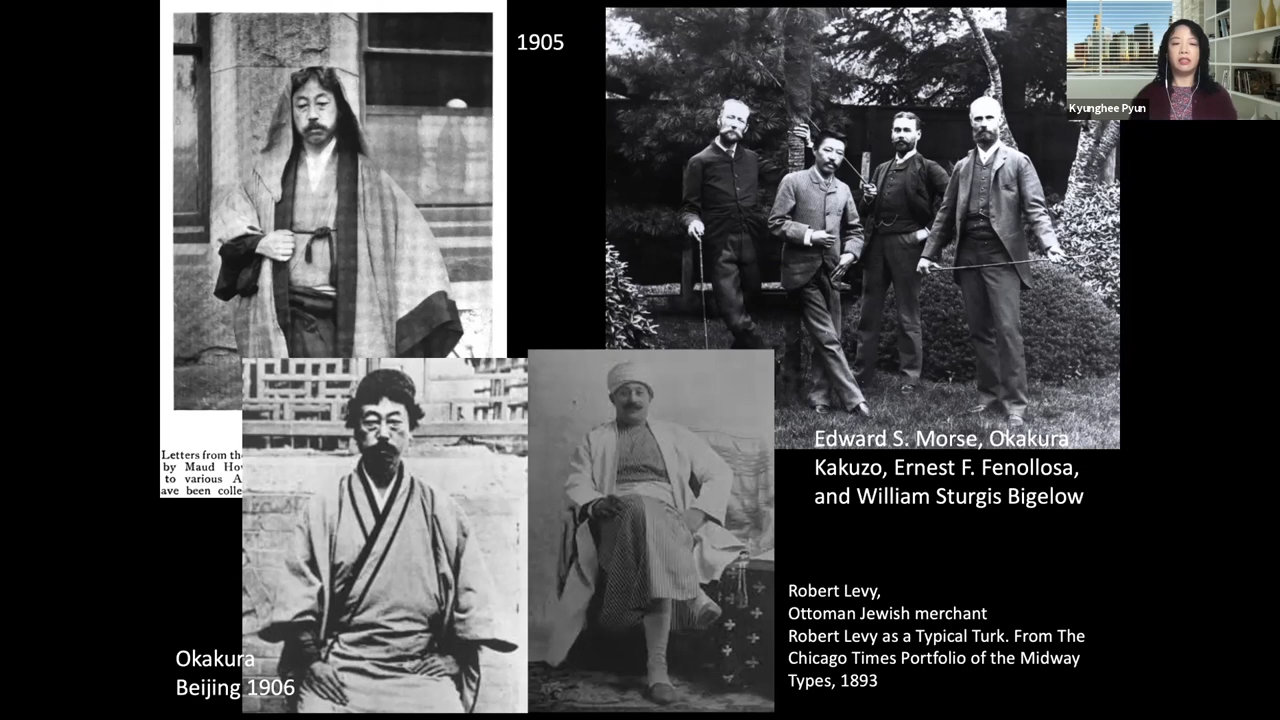 1905
Kyunghee Pyun
Letters from th
by Maud Ho
to various A
ave been colle
Edward S. Morse, Okakura
Kakuzo, Ernest F. Fenollosa,
and William Sturgis Bigelow
Robert Levy,
Ottoman Jewish merchant
Robert Levy as a Typical Turk. From The
Chicago Times Portfolio of the Midway
Types, 1893
Okakura
Beijing 1906